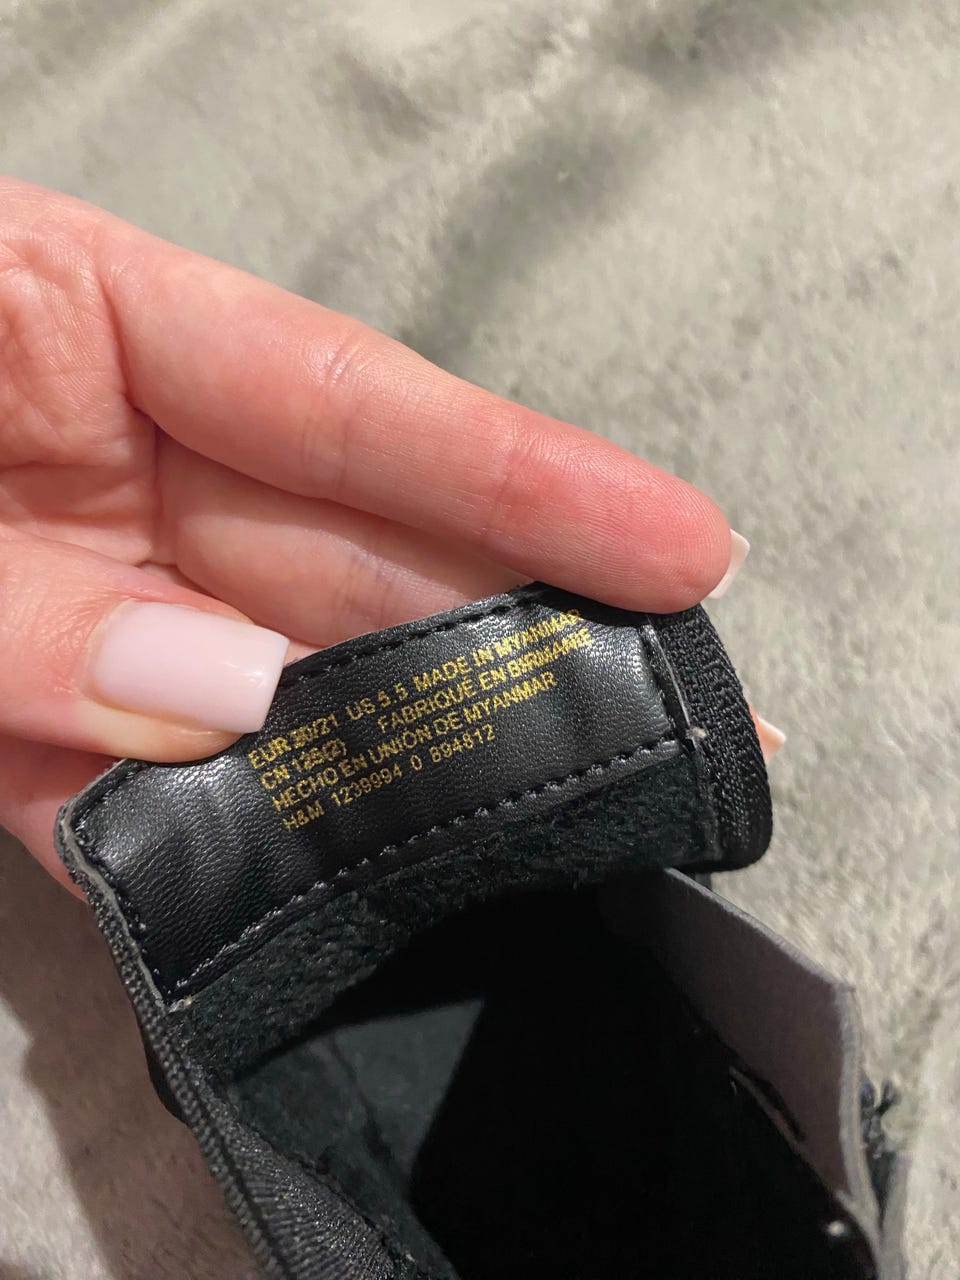 EUR 20/21 US 5.5 MADE IN MYANMAR
CN 125(2) FABRIQUÉ EN BIRMANIE
HECHO EN UNION DE MYANMAR
H&M 1239994 0 894812